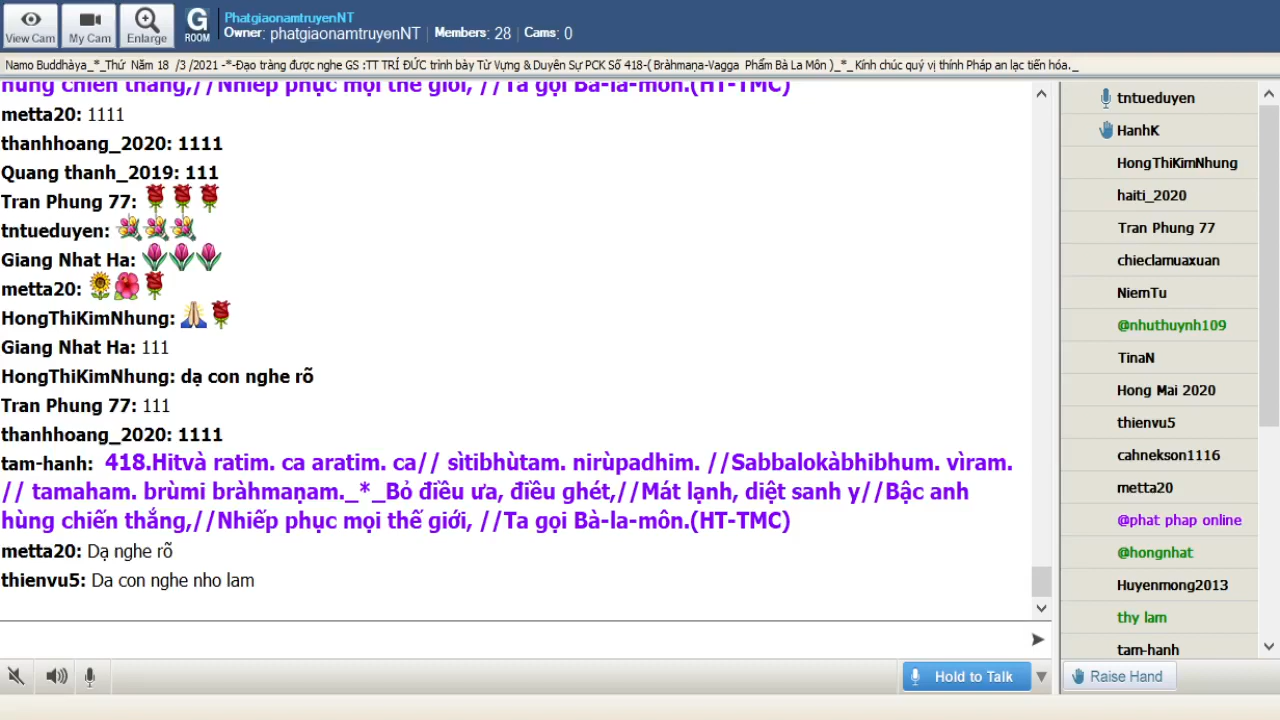 View Cam
My Cam
Enlarge
G
ROOM
PhatgiaonamtruyenNT
Owner: phatgiaonamtruyenNT | Members: 28 | Cams: 0
Namo Buddhàya_*_Thứ Năm 18 /3 /2021 -*-Đạo tràng được nghe GS :TT TRÍ ĐỨC trình bày Từ Vựng & Duyên Sự PCK Số 418-( Bràhmaṇa-Vagga Phẩm Bà La Môn )_*_ Kính chúc quý vị thính Pháp an lạc tiến hóa._
hùng chiến thắng,//Nhiếp phục mọi thế giới, //Ta gọi Bà-la-môn.(HT-TMC)
metta20: 1111
thanhhoang_2020: 1111
Quang thanh_2019: 111
Tran Phung 77:
tntueduyen:
Giang Nhat Ha:
metta20:
HongThiKimNhung:
Giang Nhat Ha: 111
HongThiKimNhung: dạ con nghe rõ
Tran Phung 77: 111
thanhhoang_2020: 1111
tam-hanh: 418.Hitvà ratim. ca aratim. ca// sìtibhùtam. nirùpadhim. //Sabbalokàbhibhum. vìram.
// tamaham. brùmi bràhmaṇam._*_Bỏ điều ưa, điều ghét,//Mát lạnh, diệt sanh y//Bậc anh
hùng chiến thắng,//Nhiếp phục mọi thế giới, //Ta gọi Bà-la-môn.(HT-TMC)
metta20: Dạ nghe rõ
thienvu5: Da con nghe nho lam
Hold to Talk
tntueduyen
HanhK
HongThiKimNhung
haiti_2020
Tran Phung 77
chieclamuaxuan
NiemTu
@nhuthuynh109
TinaN
Hong Mai 2020
thienvu5
cahnekson1116
metta20
@phat phap online
@hongnhat
Huyenmong2013
thy lam
tam-hanh
Raise Hand